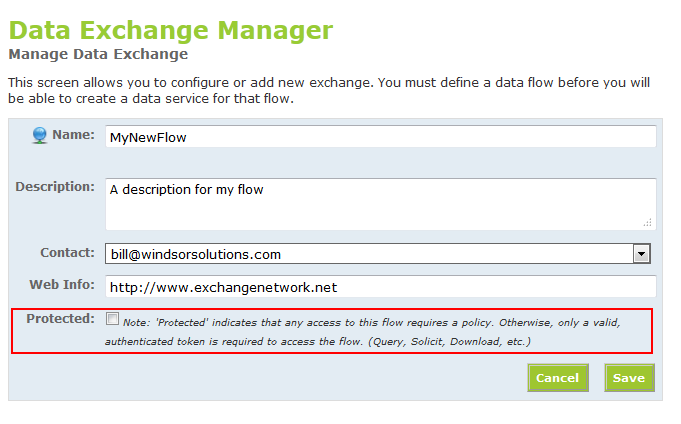 Data Exchange Manager
Manage Data Exchange
This screen allows you to configure or add new exchange. You must define a data flow before you will
be able to create a data service for that flow.
Name: MyNewFlow
Description: A description for my flow
Contact: bill@windsorsolutions.com
Web Info: http://www.exchangenetwork.net
Protected: Note: 'Protected' indicates that any access to this flow requires a policy. Otherwise, only a valid,
authenticated token is required to access the flow. (Query, Solicit, Download, etc.)
Cancel Save